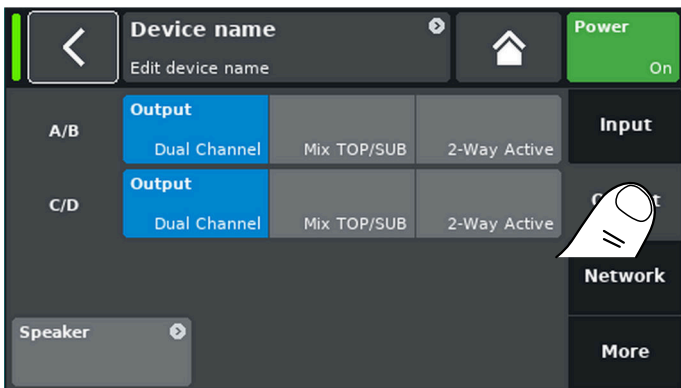 Device name
Edit device name
Power
On
A/B
Output
Dual Channel
Mix TOP/SUB
2-Way Active
Input
C/D
Output
Dual Channel
Mix TOP/SUB
2-Way Active
Network
Speaker
More